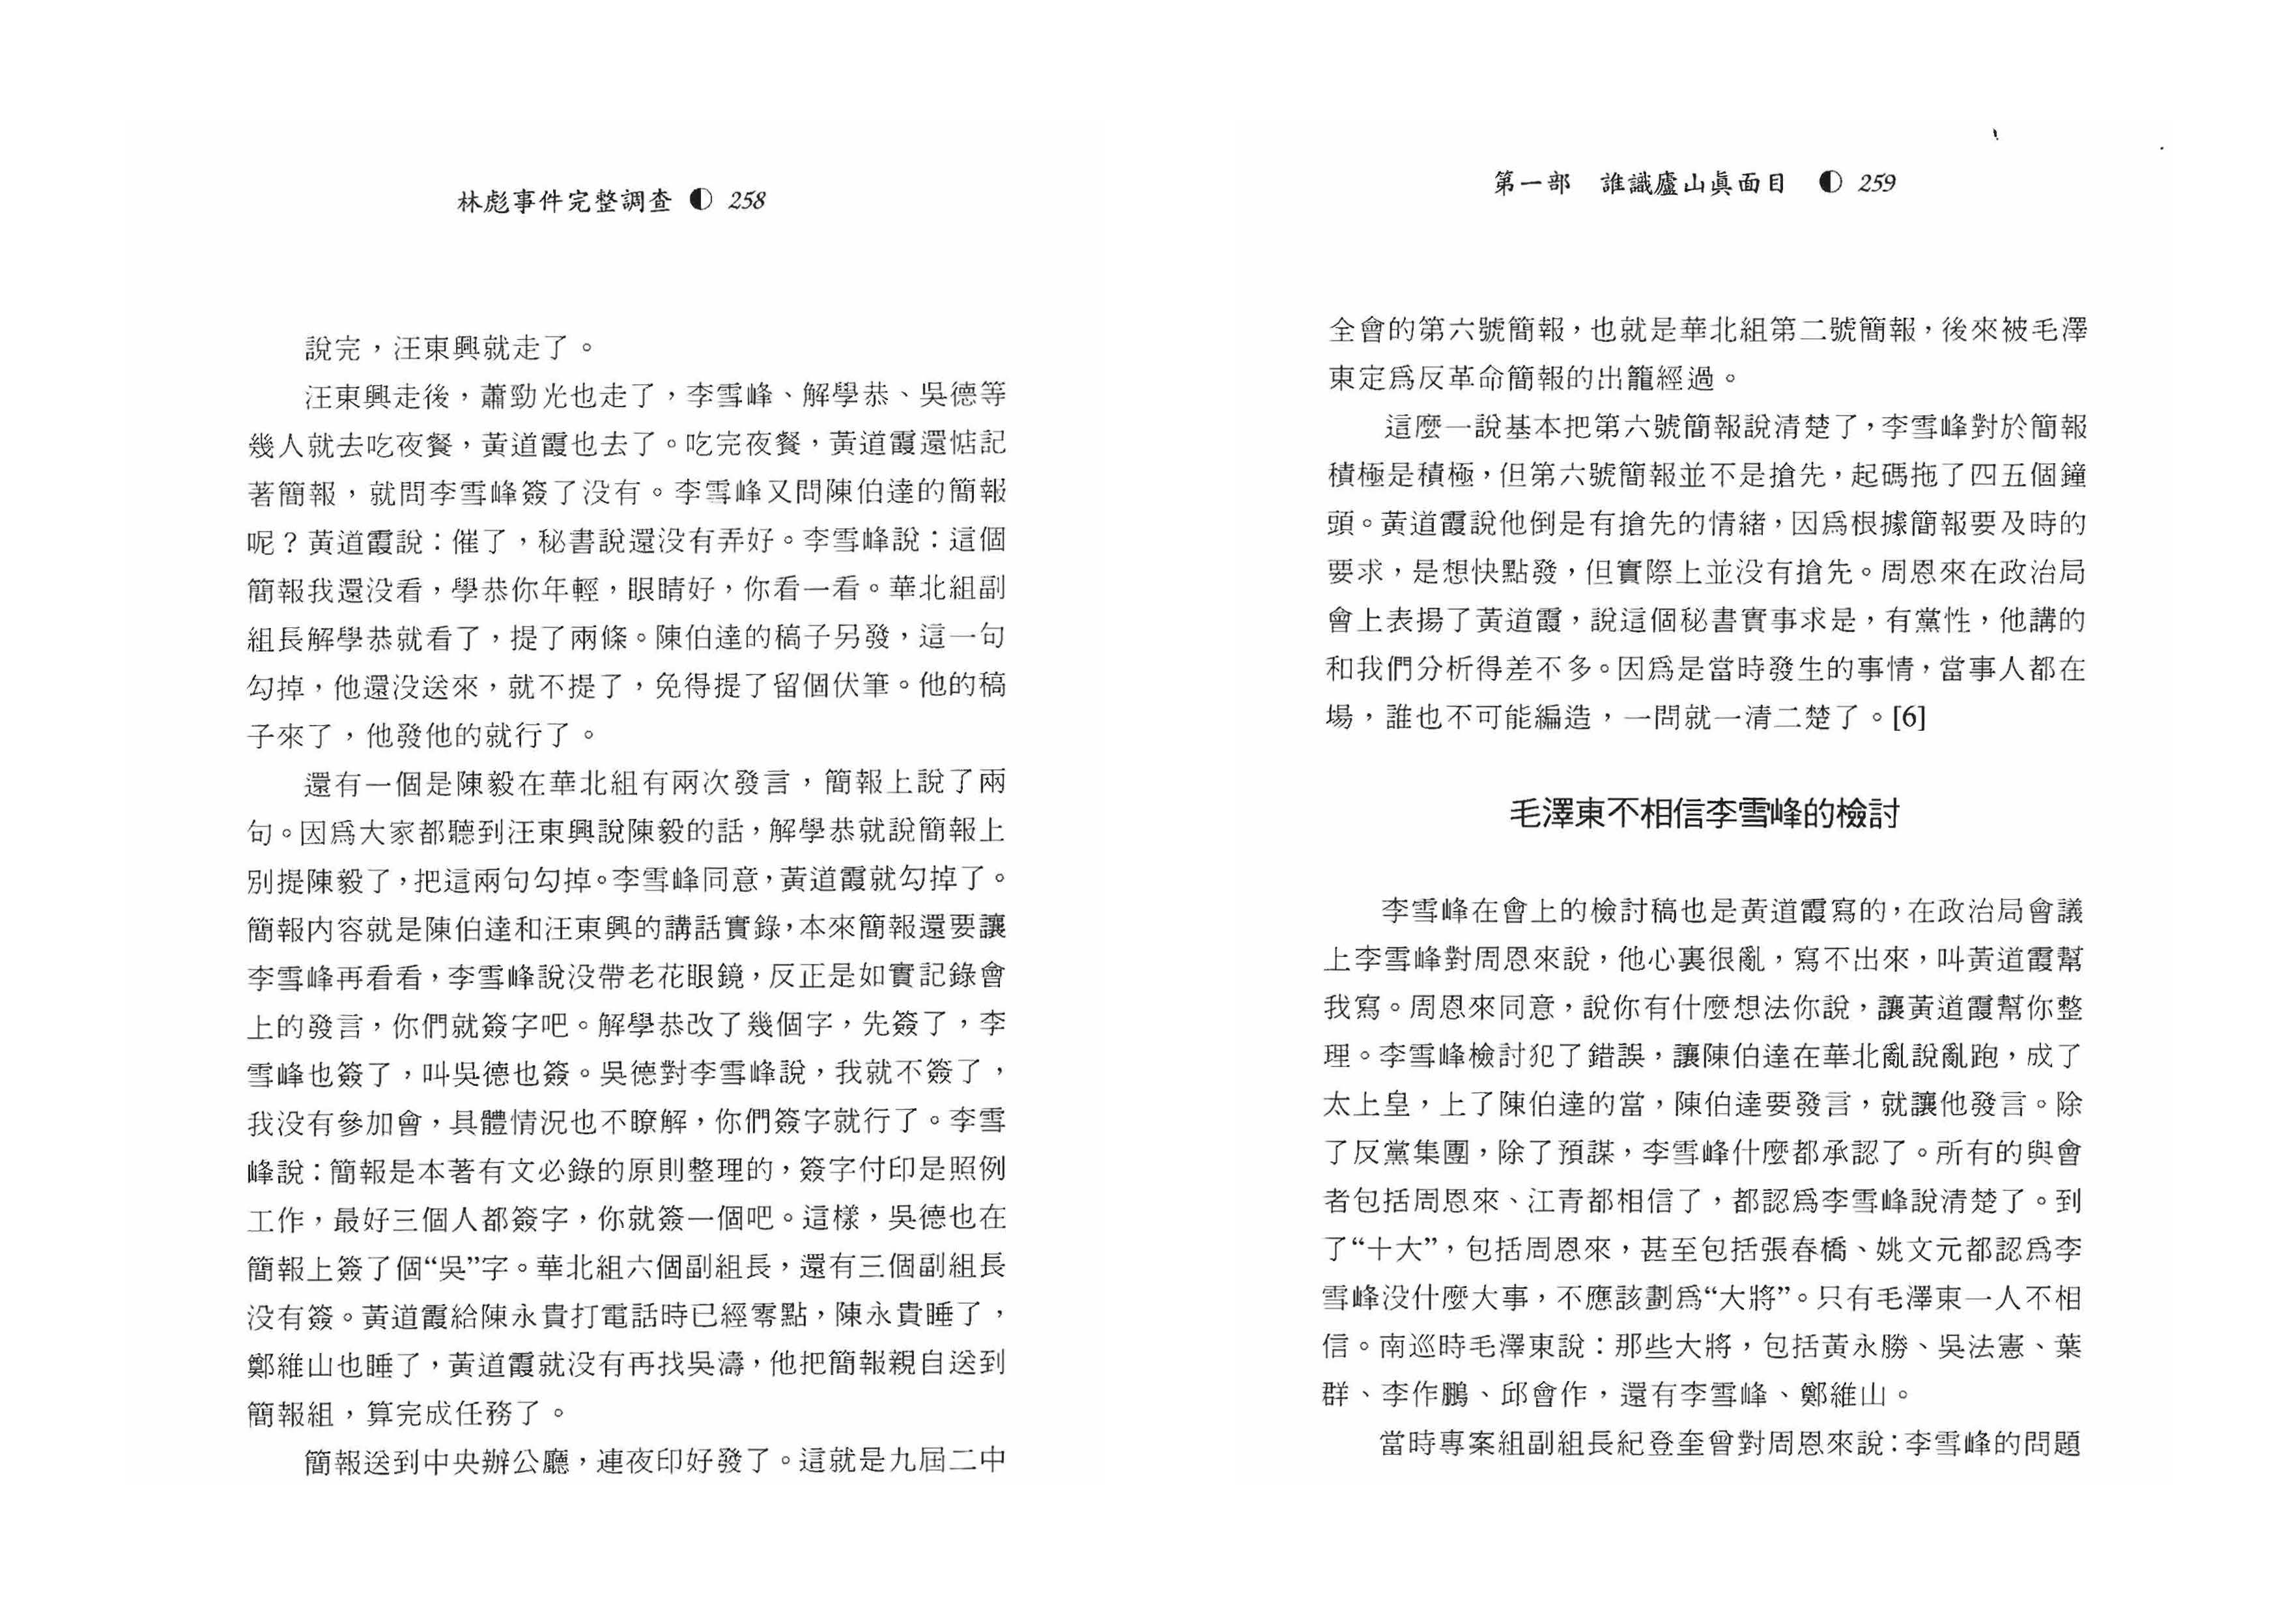 林彪事件完整調查 ◐ 258
說完，汪東興就走了。
汪東興走後，蕭勁光也走了，李雪峰、解學恭、吳德等
幾人就去吃夜餐，黃道霞也去了。吃完夜餐，黃道霞還惦記
著簡報，就問李雪峰簽了没有。李雪峰又問陳伯達的簡報
呢？黃道霞說：催了，秘書說還没有弄好。李雪峰說：這個
簡報我還没看，學恭你年輕，眼睛好，你看一看。華北組副
組長解學恭就看了，提了兩條。陳伯達的稿子另發，這一句
勾掉，他還没送來，就不提了，免得提了留個伏筆。他的稿
子來了，他發他的就行了。
還有一個是陳毅在華北組有兩次發言，簡報上說了兩
句。因爲大家都聽到汪東興說陳毅的話，解學恭就說簡報上
別提陳毅了，把這兩句勾掉。李雪峰同意，黃道霞就勾掉了。
簡報内容就是陳伯達和汪東興的講話實錄，本來簡報還要讓
李雪峰再看看，李雪峰說没帶老花眼鏡，反正是如實記錄會
上的發言，你們就簽字吧。解學恭改了幾個字，先簽了，李
雪峰也簽了，叫吳德也簽。吳德對李雪峰說，我就不簽了，
我没有參加會，具體情況也不瞭解，你們簽字就行了。李雪
峰說：簡報是本著有文必錄的原則整理的，簽字付印是照例
工作，最好三個人都簽字，你就簽一個吧。這樣，吳德也在
簡報上簽了個“吳”字。華北組六個副組長，還有三個副組長
没有簽。黃道霞給陳永貴打電話時已經零點，陳永貴睡了，
鄭維山也睡了，黃道霞就没有再找吳濤，他把簡報親自送到
簡報組，算完成任務了。
簡報送到中央辦公廳，連夜印好發了。這就是九屆二中
第一部　誰識廬山眞面目　◐ 259
全會的第六號簡報，也就是華北組第二號簡報，後來被毛澤
東定爲反革命簡報的出籠經過。
這麼一說基本把第六號簡報說清楚了，李雪峰對於簡報
積極是積極，但第六號簡報並不是搶先，起碼拖了四五個鐘
頭。黃道霞說他倒是有搶先的情緒，因爲根據簡報要及時的
要求，是想快點發，但實際上並没有搶先。周恩來在政治局
會上表揚了黃道霞，說這個秘書實事求是，有黨性，他講的
和我們分析得差不多。因爲是當時發生的事情，當事人都在
場，誰也不可能編造，一問就一清二楚了。[6]
毛澤東不相信李雪峰的檢討
李雪峰在會上的檢討稿也是黃道霞寫的，在政治局會議
上李雪峰對周恩來說，他心裏很亂，寫不出來，叫黃道霞幫
我寫。周恩來同意，說你有什麼想法你說，讓黃道霞幫你整
理。李雪峰檢討犯了錯誤，讓陳伯達在華北亂說亂跑，成了
太上皇，上了陳伯達的當，陳伯達要發言，就讓他發言。除
了反黨集團，除了預謀，李雪峰什麼都承認了。所有的與會
者包括周恩來、江青都相信了，都認爲李雪峰說清楚了。到
了“十大”，包括周恩來，甚至包括張春橋、姚文元都認爲李
雪峰没什麼大事，不應該劃爲“大將”。只有毛澤東一人不相
信。南巡時毛澤東說：那些大將，包括黃永勝、吳法憲、葉
群、李作鵬、邱會作，還有李雪峰、鄭維山。
當時專案組副組長紀登奎曾對周恩來說：李雪峰的問題